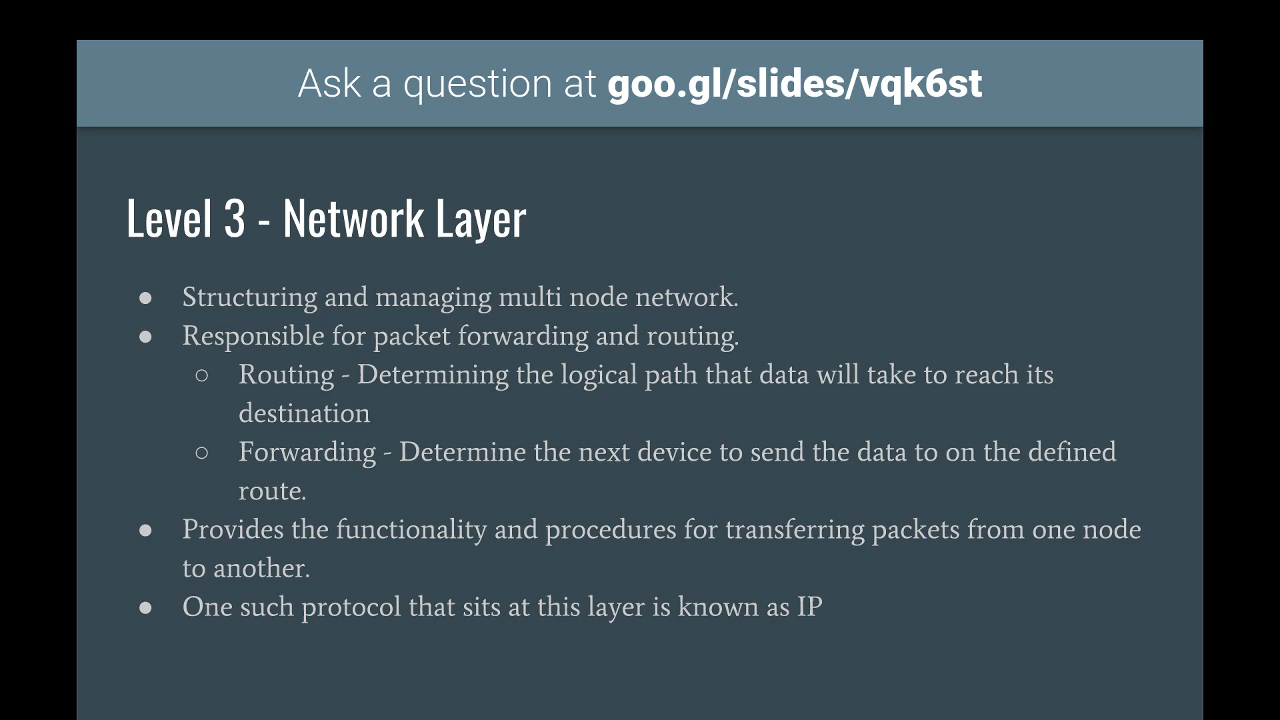 Ask a question at goo.gl/slides/vqk6st
Level 3 - Network Layer
● Structuring and managing multi node network.
● Responsible for packet forwarding and routing.
○ Routing - Determining the logical path that data will take to reach its
destination
○ Forwarding - Determine the next device to send the data to on the defined
route.
● Provides the functionality and procedures for transferring packets from one node
to another.
● One such protocol that sits at this layer is known as IP